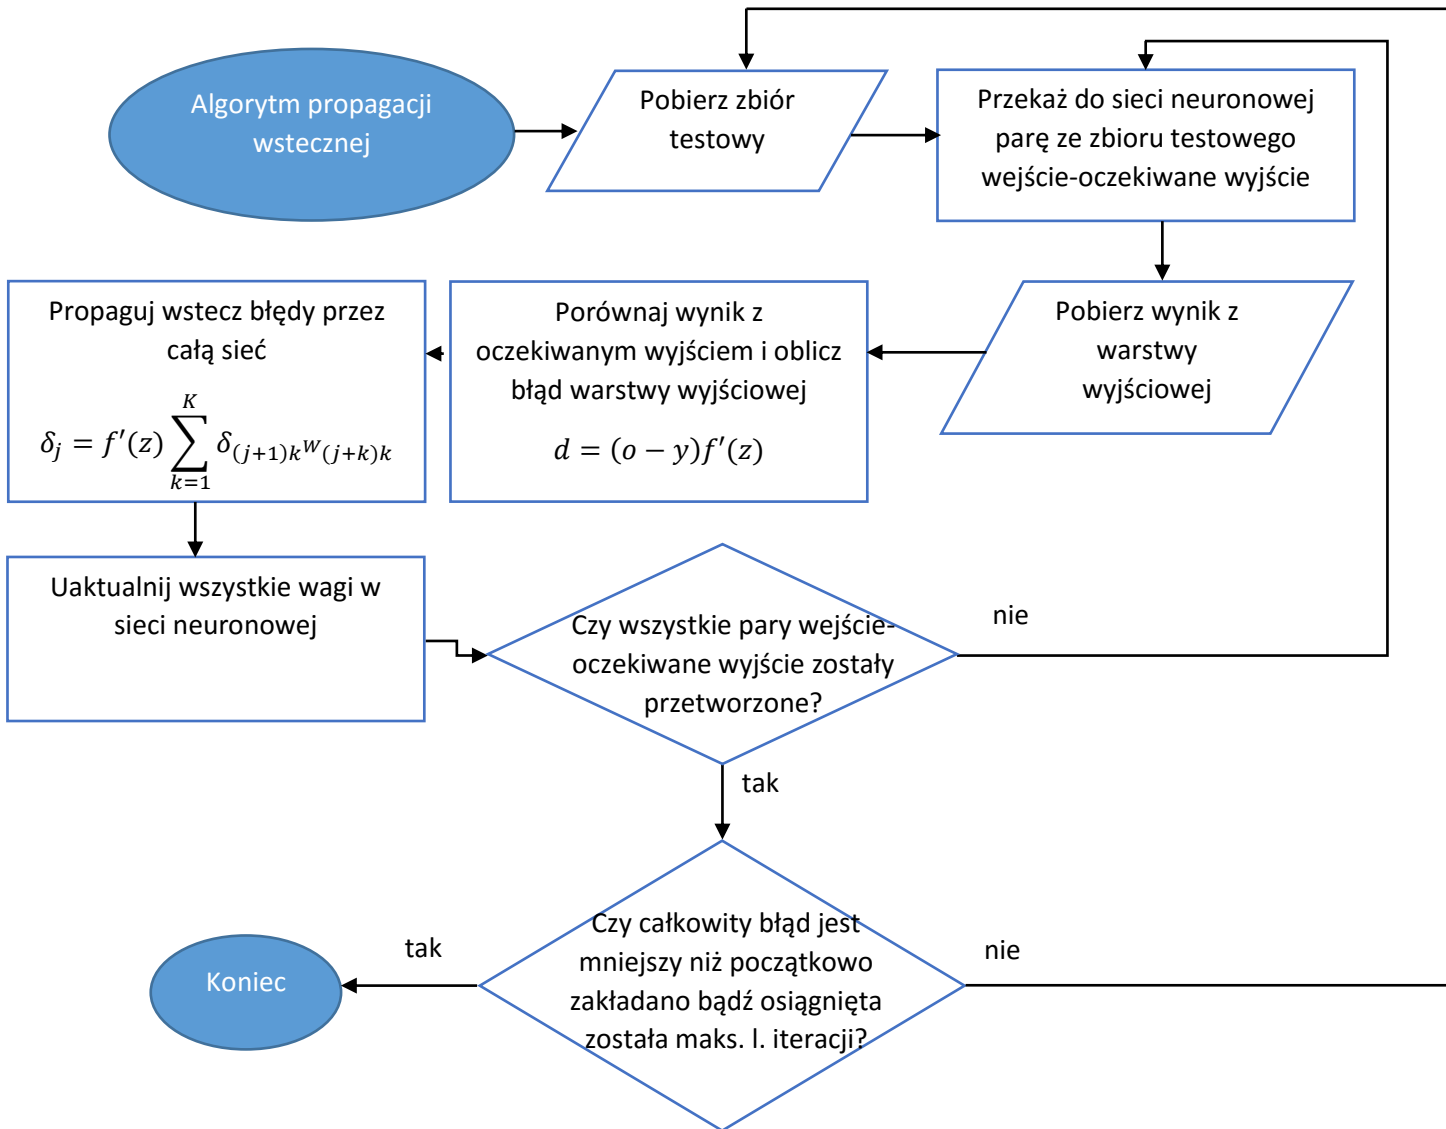 Algorytm propagacji
wstecznej
Pobierz zbiór
testowy
Przekaż do sieci neuronowej
parę ze zbioru testowego
wejście-oczekiwane wyjście
Pobierz wynik z
warstwy
wyjściowej
Porównaj wynik z
oczekiwanym wyjściem i oblicz
błąd warstwy wyjściowej
d = (o − y)f′(z)
Propaguj wstecz błędy przez
całą sieć
δ_j = f′(z) ∑_{k=1}^{K} δ_{(j+1)k^W(j+k)k}
Uaktualnij wszystkie wagi w
sieci neuronowej
Czy wszystkie pary wejście-
oczekiwane wyjście zostały
przetworzone?
nie
tak
Czy całkowity błąd jest
mniejszy niż początkowo
zakładano bądź osiągnięta
została maks. l. iteracji?
tak
nie
Koniec